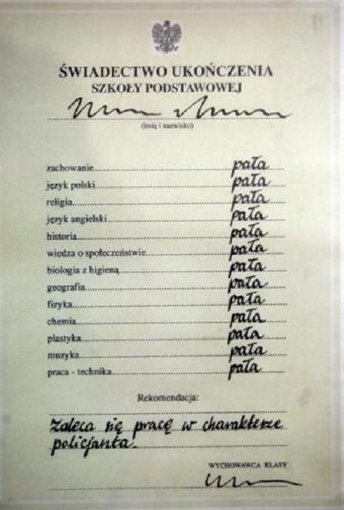 ŚWIADECTWO UKOŃCZENIA
SZKOŁY PODSTAWOWEJ
(imię i nazwisko)
zachowanie pała
język polski pała
religia pała
język angielski pała
historia pała
wiedza o społeczeństwie pała
biologia z higieną pała
geografia pała
fizyka pała
chemia pała
plastyka pała
muzyka pała
praca - technika pała
Rekomendacja:
Zaleca się pracę w charakterze
policjanta.
WYCHOWAWCA KLASY